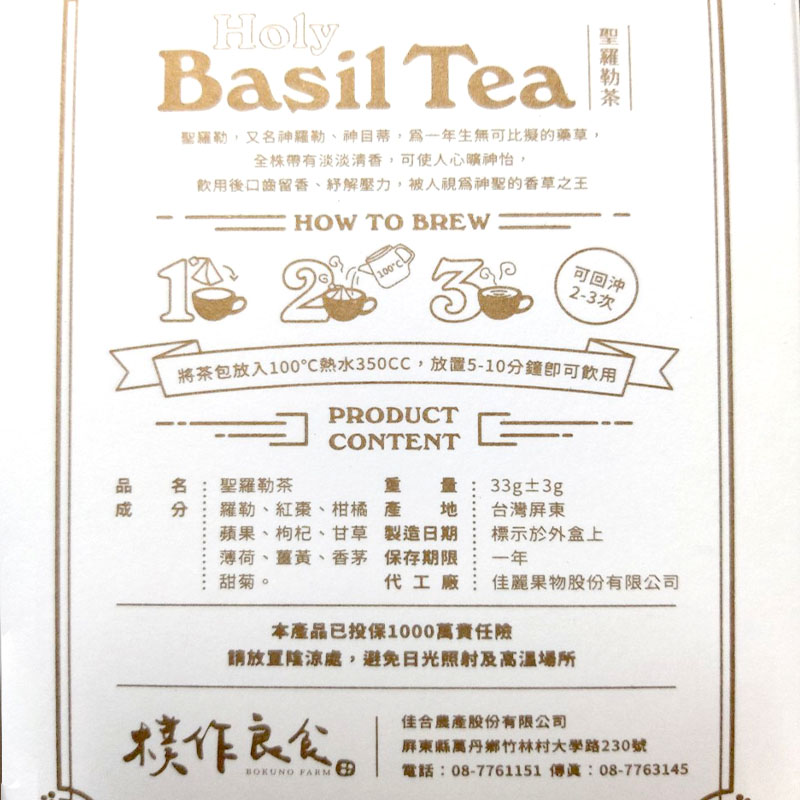 Holy
Basil Tea
聖羅勒茶
聖羅勒，又名神羅勒、神目蒂，為一年生無可比擬的藥草，
全株帶有淡淡清香，可使人心曠神怡，
飲用後口齒留香、紓解壓力，被人視為神聖的香草之王
HOW TO BREW
1
2
100°C
3
可回沖
2-3次
將茶包放入100°C熱水350CC，放置5-10分鐘即可飲用
PRODUCT
CONTENT
品名：聖羅勒茶
成分：羅勒、紅棗、柑橘
蘋果、枸杞、甘草
薄荷、薑黃、香茅
甜菊。
重量：33g±3g
產地：台灣屏東
製造日期：標示於外盒上
保存期限：一年
代工廠：佳麗果物股份有限公司
本產品已投保1000萬責任險
請放置陰涼處，避免日光照射及高溫場所
樸作良食
BOKUNO FARM
佳合農產股份有限公司
屏東縣萬丹鄉竹林村大學路230號
電話：08-7761151 傳真：08-7763145